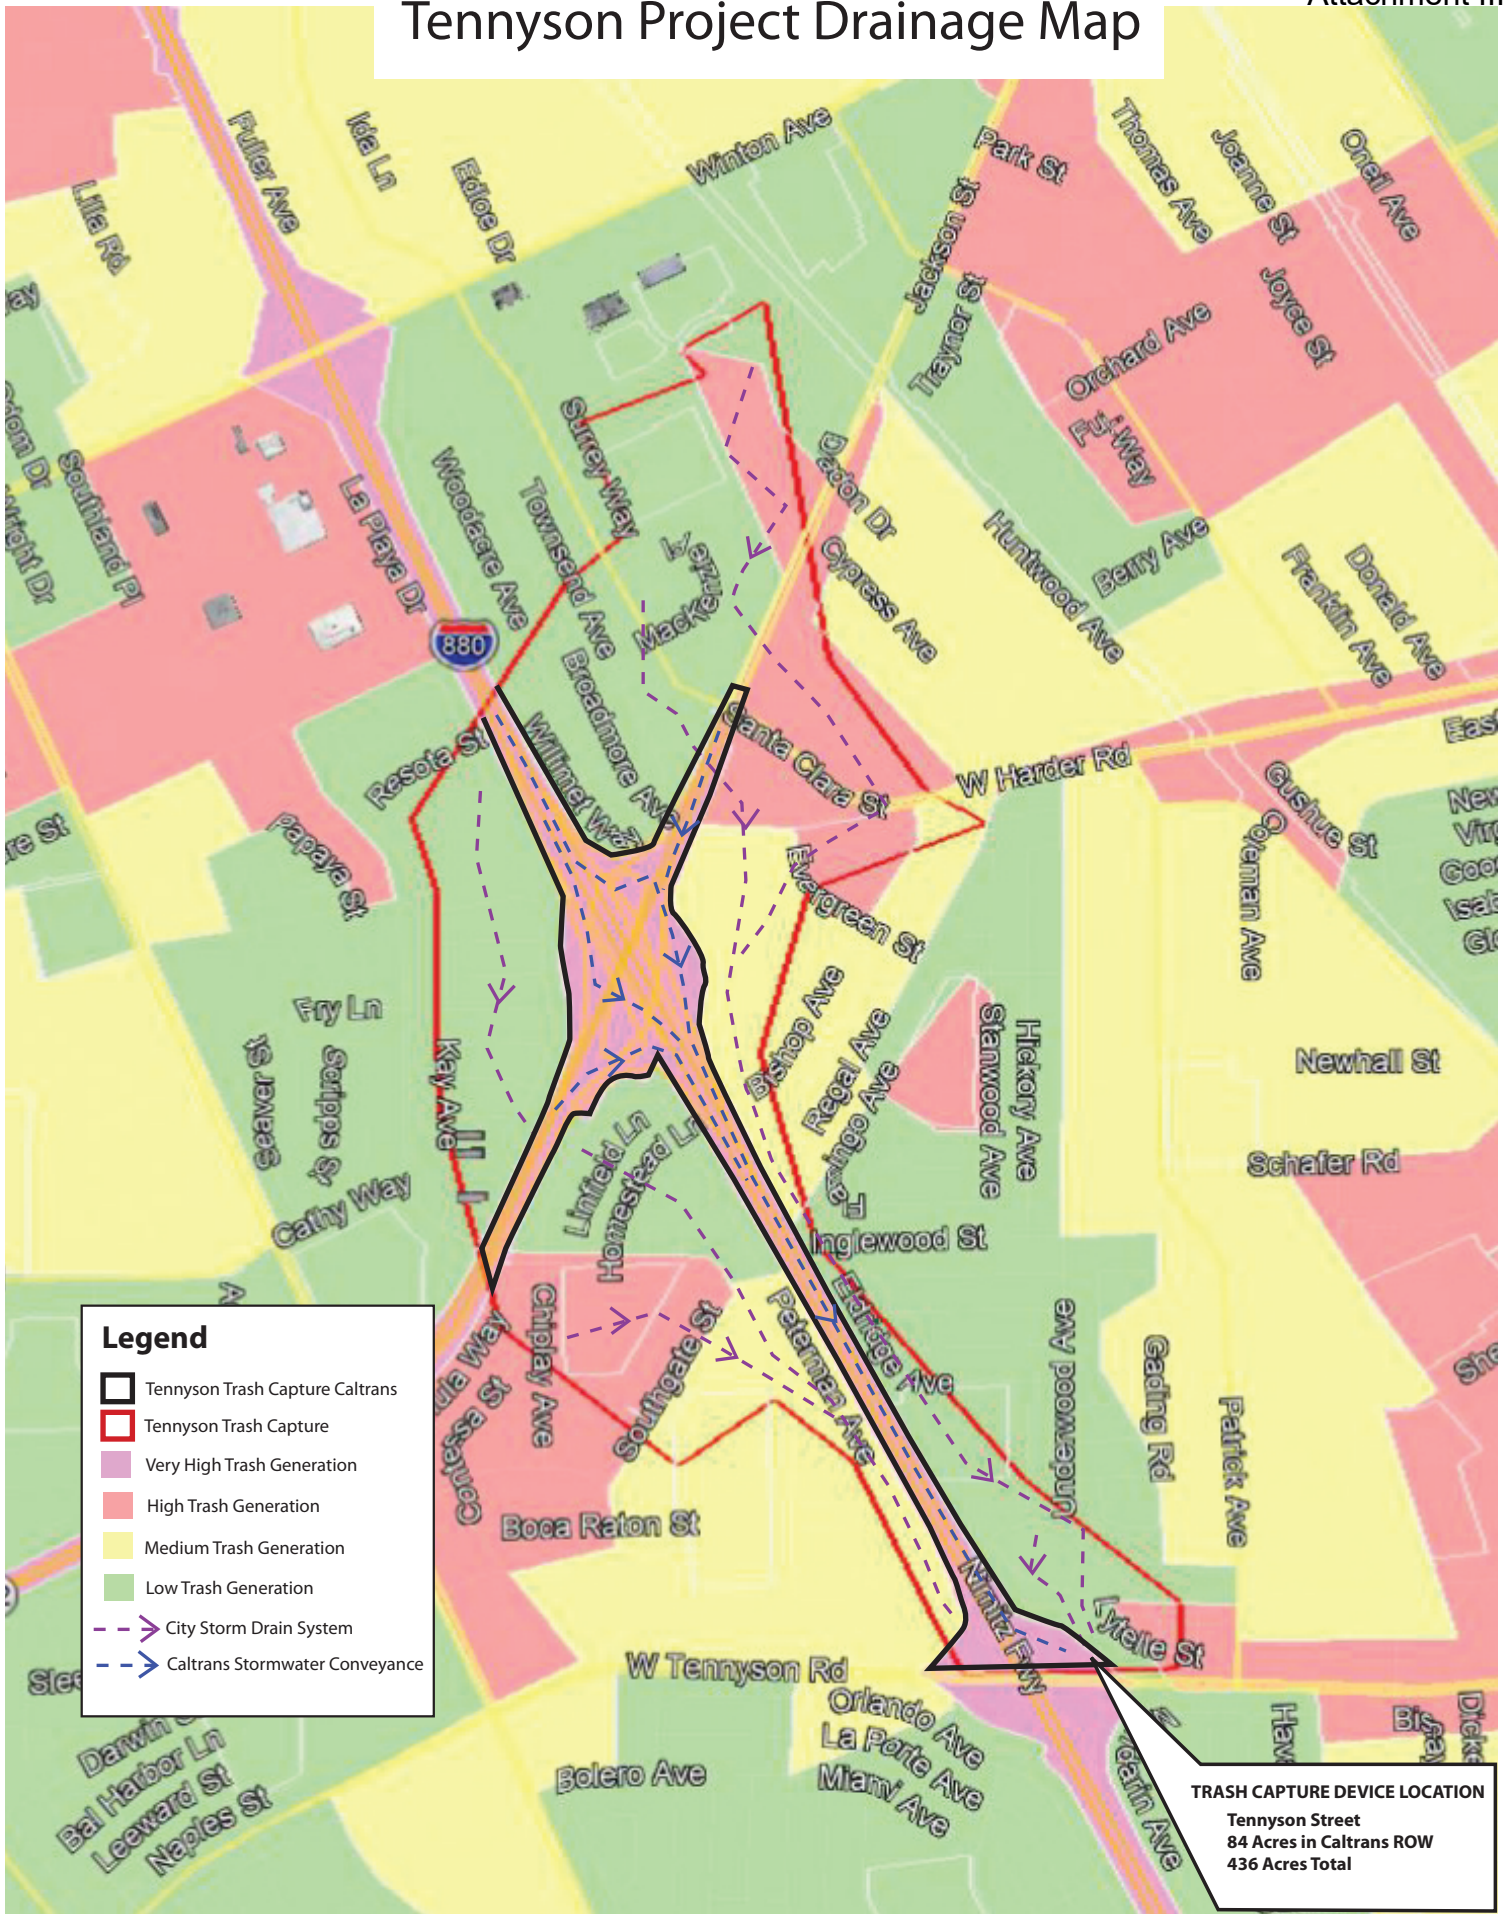 Tennyson Project Drainage Map
Attachment III
Fuller Ave
Ida Ln
Edloe Dr
Winton Ave
Park St
Thomas Ave
Joanne St
Oneil Ave
Lilla Rd
Jackson St
Traynor St
Joyce St
Orchard Ave
Way
Southland Pl
La Playa Dr
Woodacre Ave
Townsend Ave
Surrey Way
Cypress Ave
Huntwood Ave
Berry Ave
Franklin Ave
Donald Ave
880
Broadmore Ave
Willimet Way
Resota St
Santa Clara St
W Harder Rd
Gushue St
Coleman Ave
Papaya St
Evergreen St
Fry Ln
Seaver St
Scripps St
Kay Ave
Bishop Ave
Regal Ave
Stanwood Ave
Hickory Ave
Newhall St
Schafer Rd
Cathy Way
Linfield Ln
Homestead Ln
Inglewood St
Eldridge Ave
Underwood Ave
Gading Rd
Patrick Ave
Peterman Ave
Chiplay Ave
Southgate St
Boca Raton St
Nimitz Fwy
Lytelle St
W Tennyson Rd
Orlando Ave
La Porte Ave
Miami Ave
Bolero Ave
Bal Harbor Ln
Leeward St
Naples St
Legend
Tennyson Trash Capture Caltrans
Tennyson Trash Capture
Very High Trash Generation
High Trash Generation
Medium Trash Generation
Low Trash Generation
City Storm Drain System
Caltrans Stormwater Conveyance
TRASH CAPTURE DEVICE LOCATION
Tennyson Street
84 Acres in Caltrans ROW
436 Acres Total